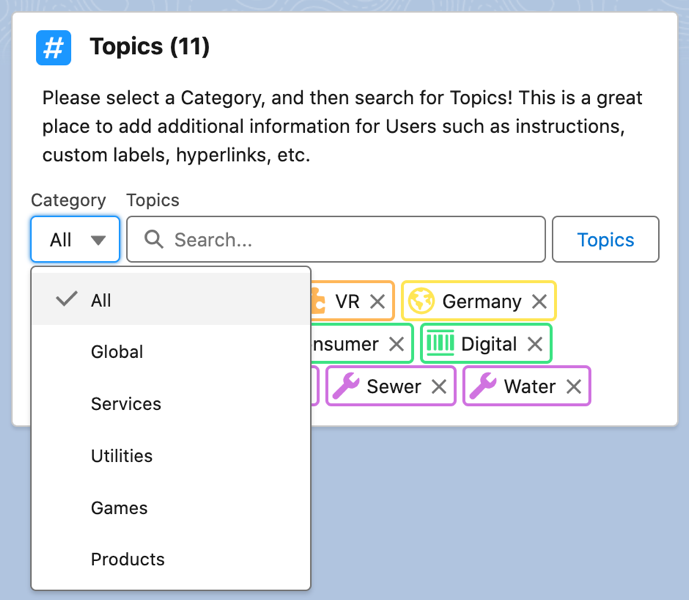 # Topics (11)
Please select a Category, and then search for Topics! This is a great
place to add additional information for Users such as instructions,
custom labels, hyperlinks, etc.
Category Topics
All Search... Topics
All
Global
Services
Utilities
Games
Products
VR Germany
Digital
Sewer Water